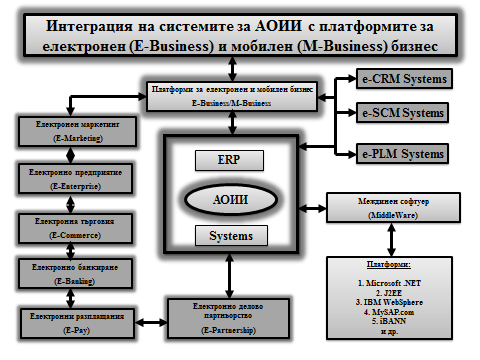 Интеграция на системите за АОИИ с платформите за
електронен (E-Business) и мобилен (M-Business) бизнес
Платформи за електронен и мобилен бизнес
E-Business/M-Business
e-CRM Systems
e-SCM Systems
e-PLM Systems
Електронен маркетинг
(E-Marketing)
Електронно предприятие
(E-Enterprise)
Електронна търговия
(E-Commerce)
Електронно банкиране
(E-Banking)
Електронни разплащания
(E-Pay)
ERP
АОИИ
Systems
Електронно делово
партньорство
(E-Partnership)
Междинен софтуер
(MiddleWare)
Платформи:
1. Microsoft .NET
2. J2EE
3. IBM WebSphere
4. MySAP.com
5. iBANN
и др.